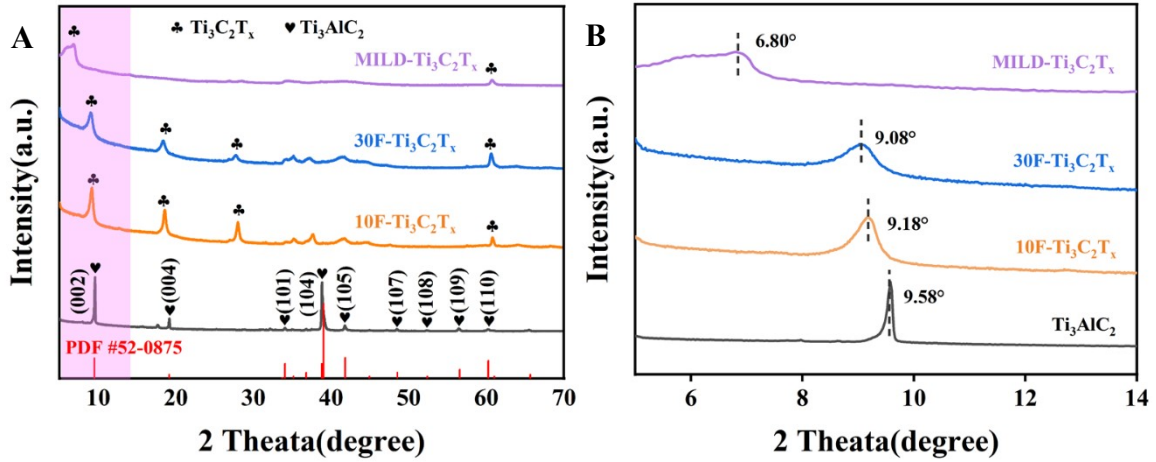 A
♣ Ti₃C₂Tₓ ♥ Ti₃AlC₂
MILD-Ti₃C₂Tₓ
30F-Ti₃C₂Tₓ
10F-Ti₃C₂Tₓ
(002)
(004)
(101)
(104)
(105)
(107)
(108)
(109)
(110)
PDF #52-0875
10 20 30 40 50 60 70
2 Theata(degree)
Intensity(a.u.)
B
6.80°
MILD-Ti₃C₂Tₓ
9.08°
30F-Ti₃C₂Tₓ
9.18°
10F-Ti₃C₂Tₓ
9.58°
Ti₃AlC₂
6 8 10 12 14
2 Theata(degree)
Intensity(a.u.)